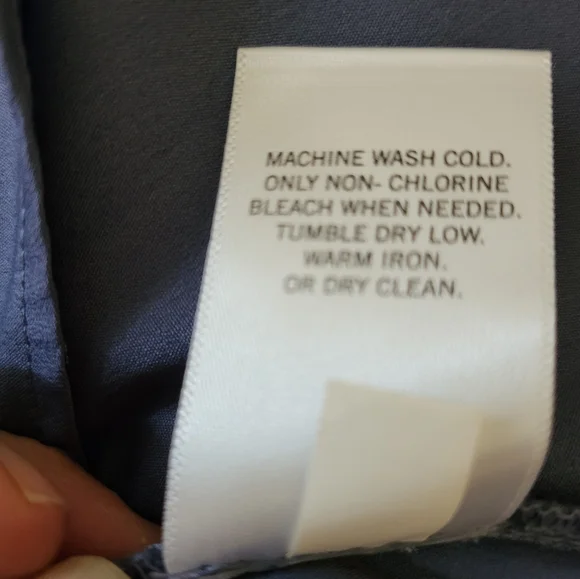 MACHINE WASH COLD.
ONLY NON- CHLORINE
BLEACH WHEN NEEDED.
TUMBLE DRY LOW.
WARM IRON.
OR DRY CLEAN.